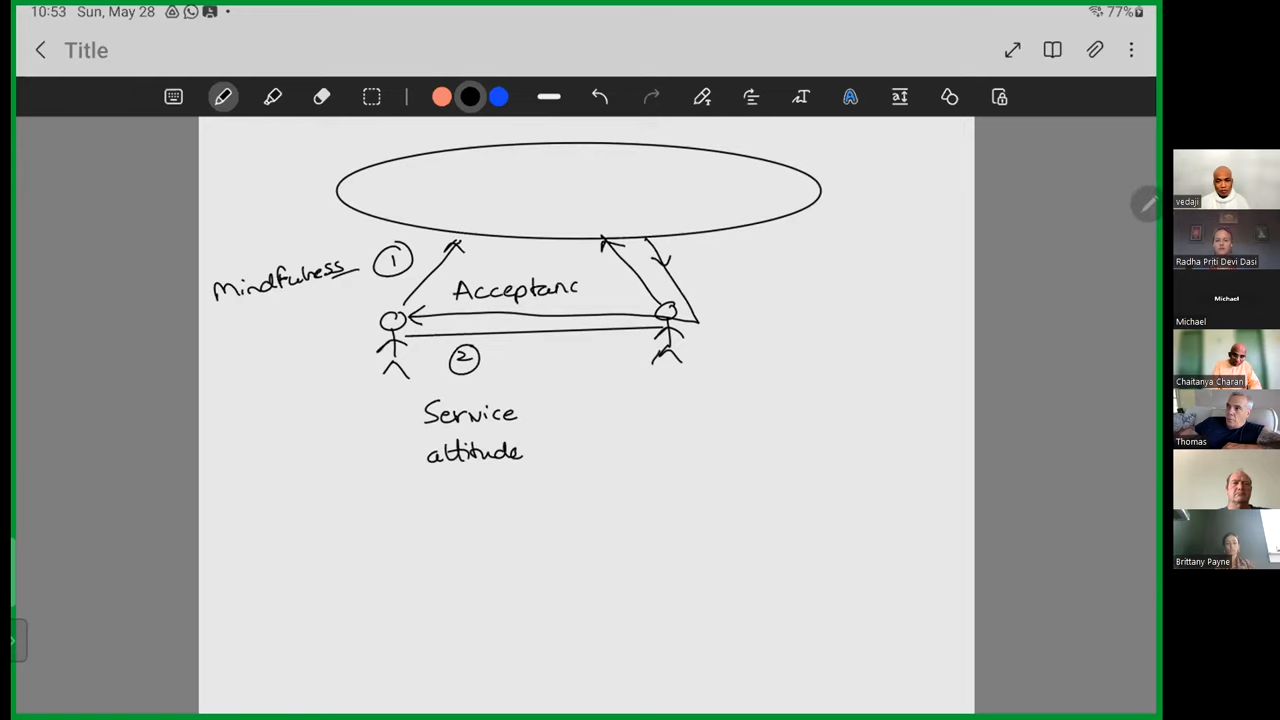 10:53 Sun, May 28
77%
Title
vedaji
Radha Priti Devi Dasi
Michael
Michael
Chaitanya Charan
Thomas
Brittany Payne
Mindfulness
1
Acceptanc
2
Service
attitude